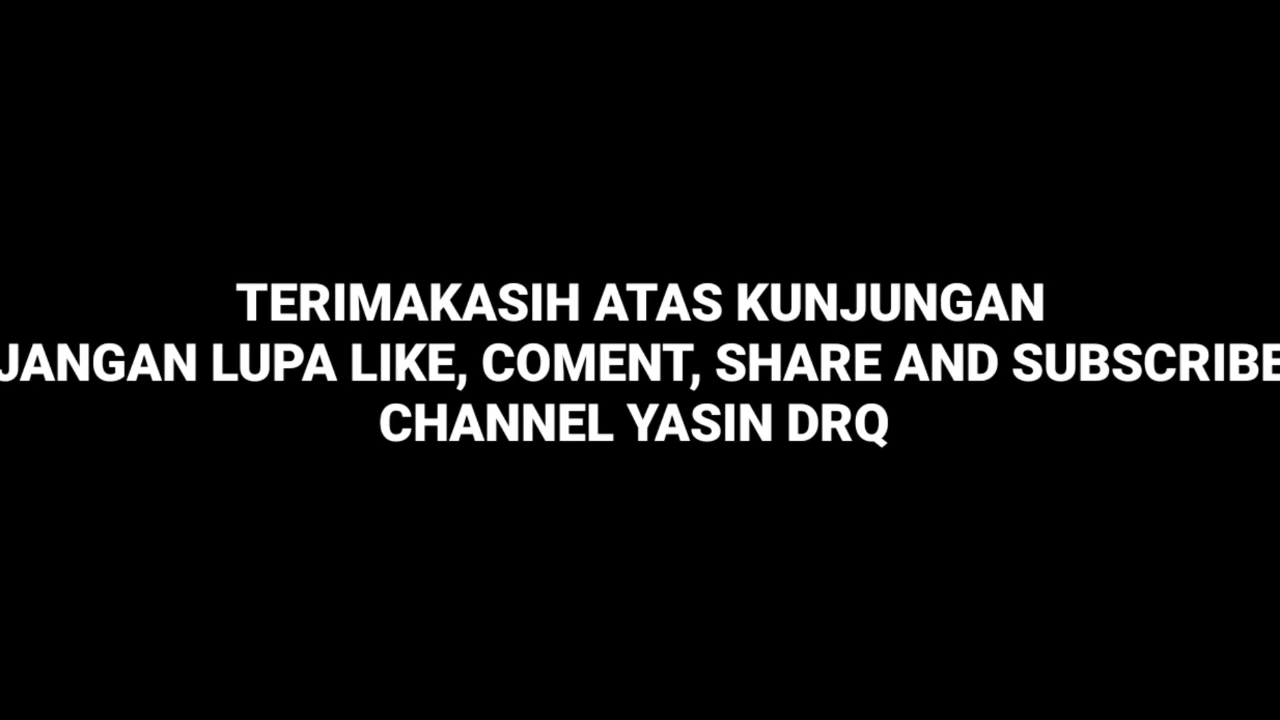 TERIMAKASIH ATAS KUNJUNGAN
JANGAN LUPA LIKE, COMENT, SHARE AND SUBSCRIBE
CHANNEL YASIN DRQ